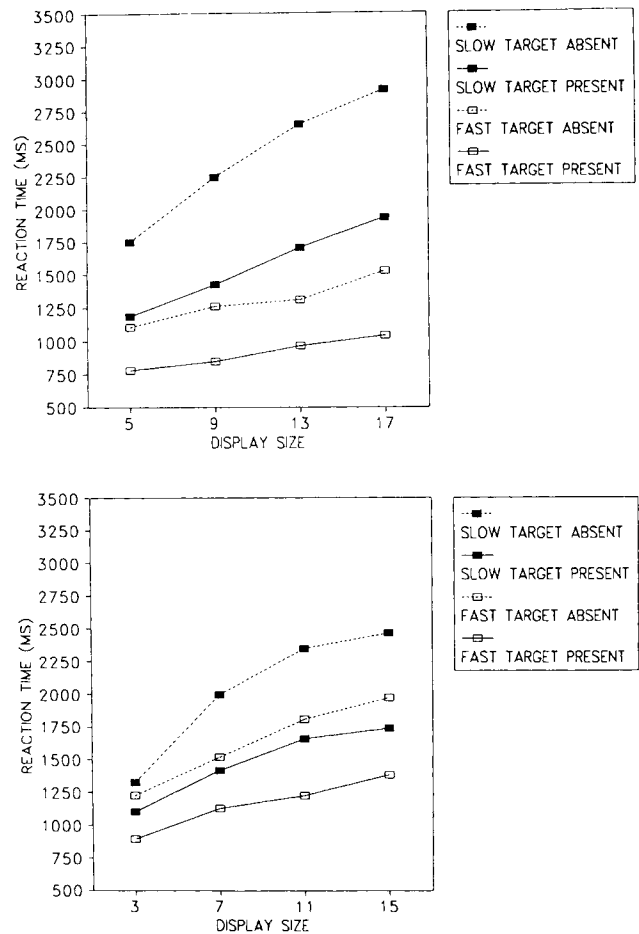 3500
3250
3000
2750
2500
2250
2000
1750
1500
1250
1000
750
500
REACTION TIME (MS)
5 9 13 17
DISPLAY SIZE
SLOW TARGET ABSENT
SLOW TARGET PRESENT
FAST TARGET ABSENT
FAST TARGET PRESENT
3500
3250
3000
2750
2500
2250
2000
1750
1500
1250
1000
750
500
REACTION TIME (MS)
3 7 11 15
DISPLAY SIZE
SLOW TARGET ABSENT
SLOW TARGET PRESENT
FAST TARGET ABSENT
FAST TARGET PRESENT